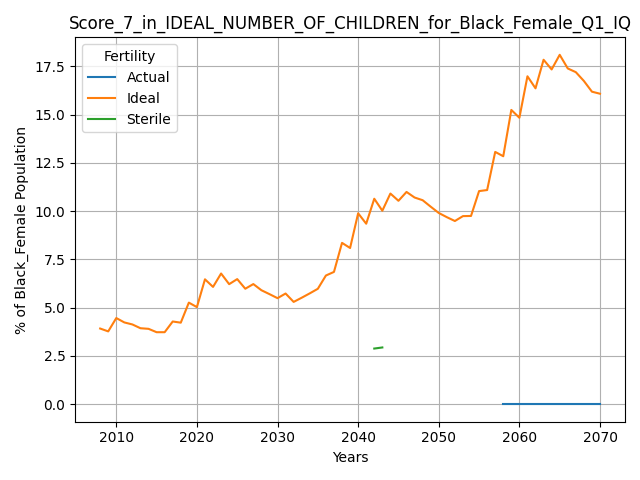 Score_7_in_IDEAL_NUMBER_OF_CHILDREN_for_Black_Female_Q1_IQ
Fertility
Actual
Ideal
Sterile
% of Black_Female Population
17.5
15.0
12.5
10.0
7.5
5.0
2.5
0.0
2010 2020 2030 2040 2050 2060 2070
Years